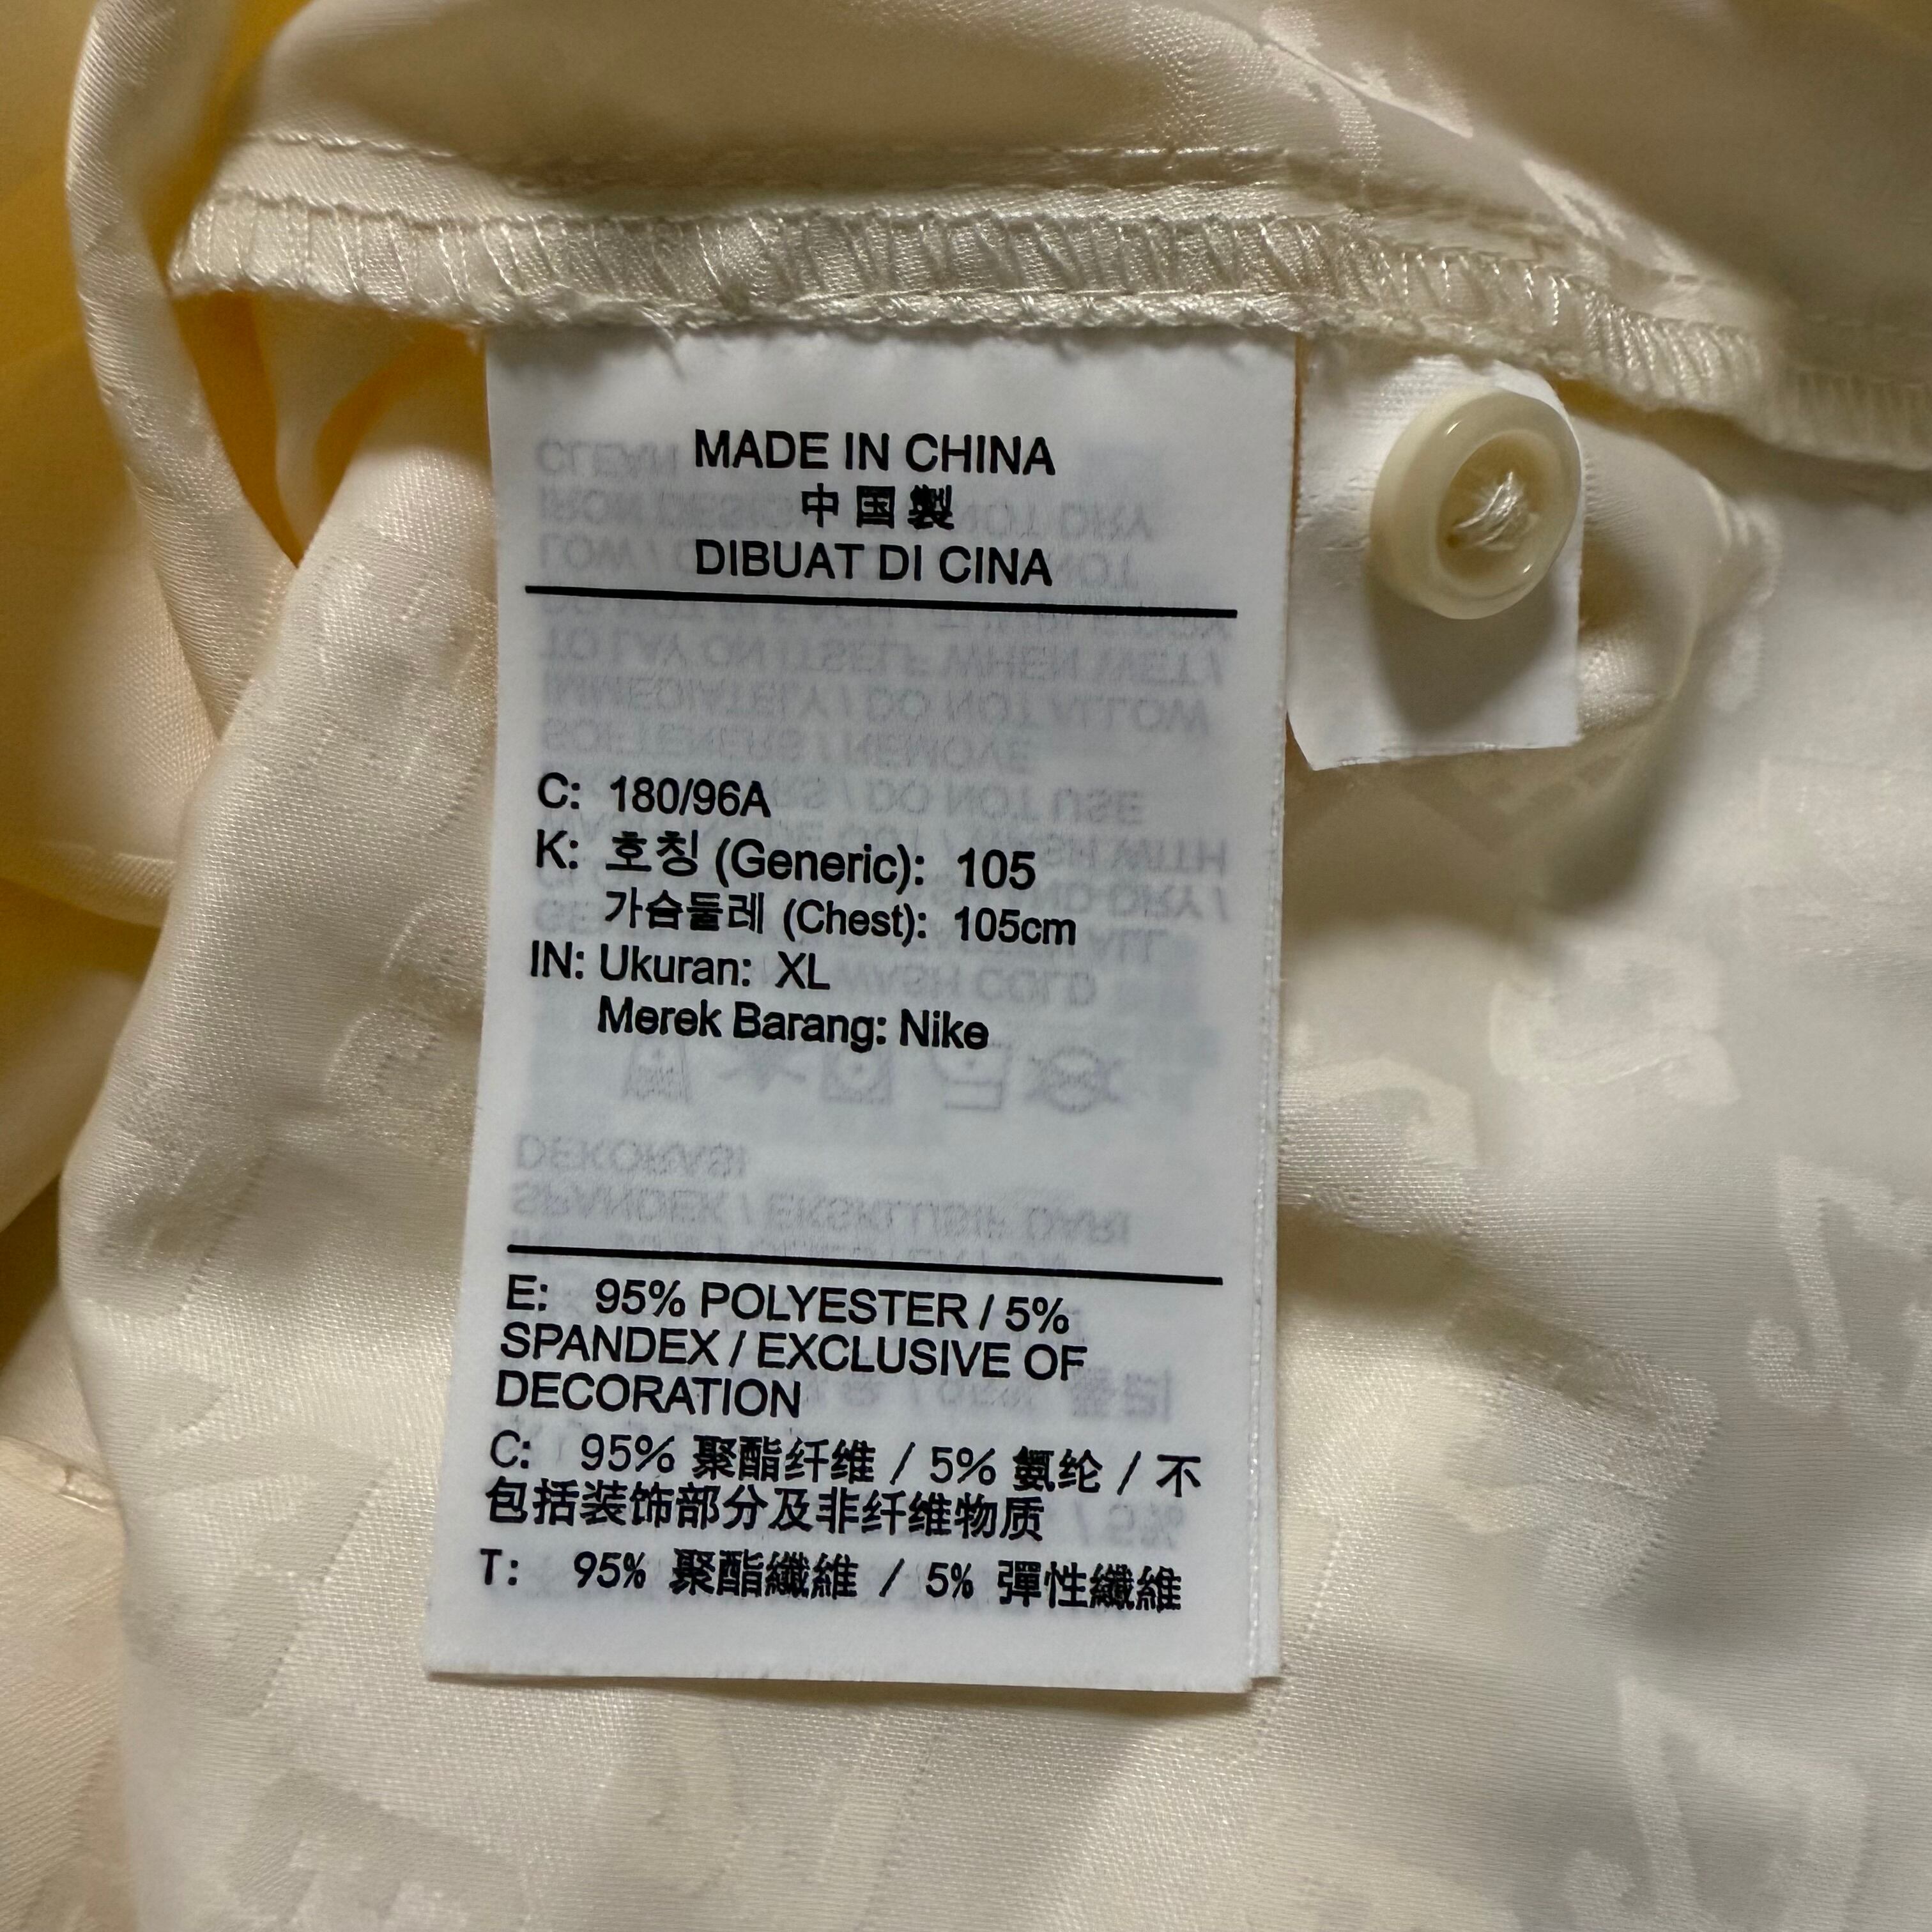 MADE IN CHINA
中国製
DIBUAT DI CINA
C: 180/96A
K: 호칭 (Generic): 105
가슴둘레 (Chest): 105cm
IN: Ukuran: XL
Merek Barang: Nike
E: 95% POLYESTER / 5%
SPANDEX / EXCLUSIVE OF
DECORATION
C: 95% 聚酯纤维 / 5% 氨纶 / 不
包括装饰部分及非纤维物质
T: 95% 聚酯纖維 / 5% 彈性纖維